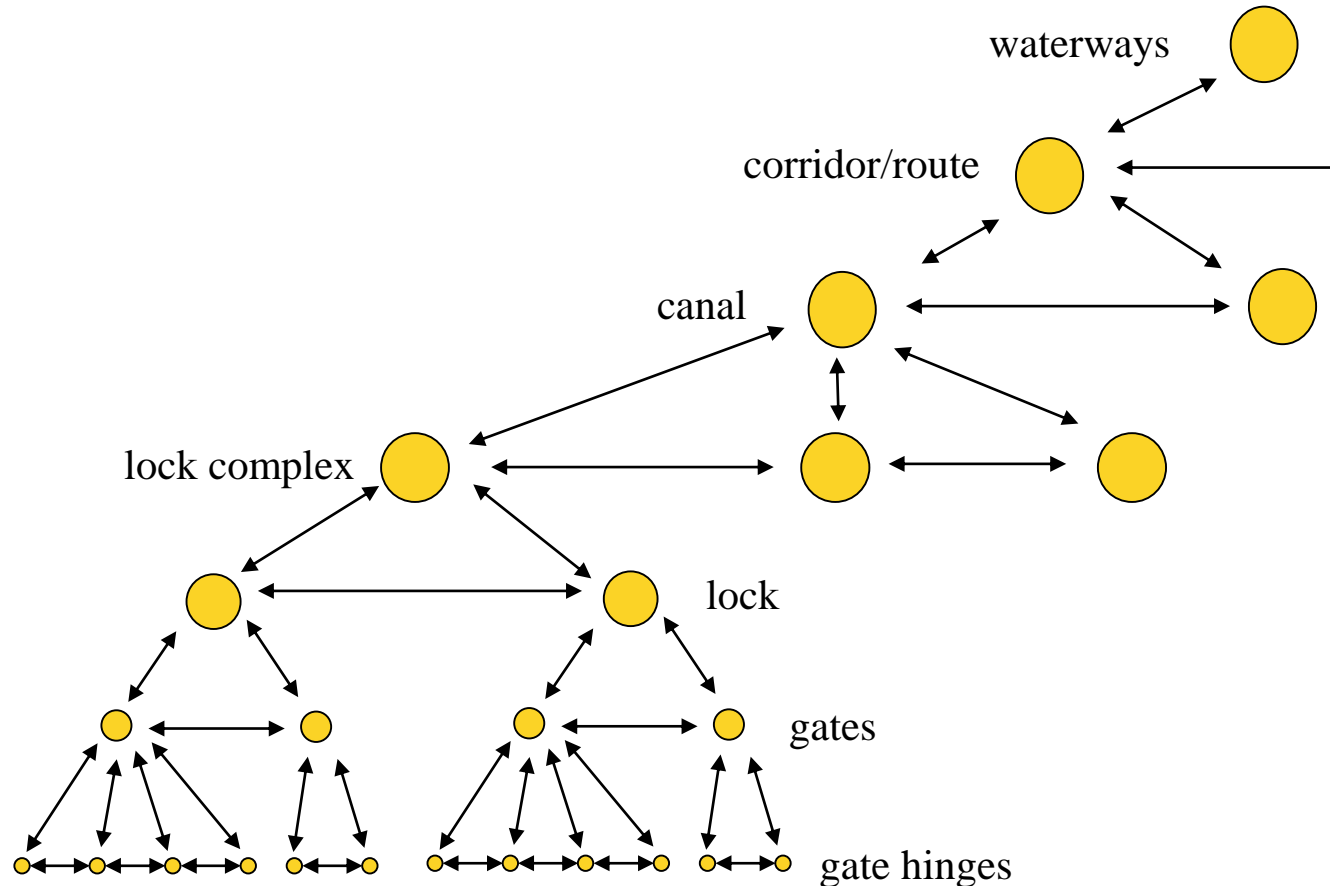 waterways
corridor/route
canal
lock complex
lock
gates
gate hinges